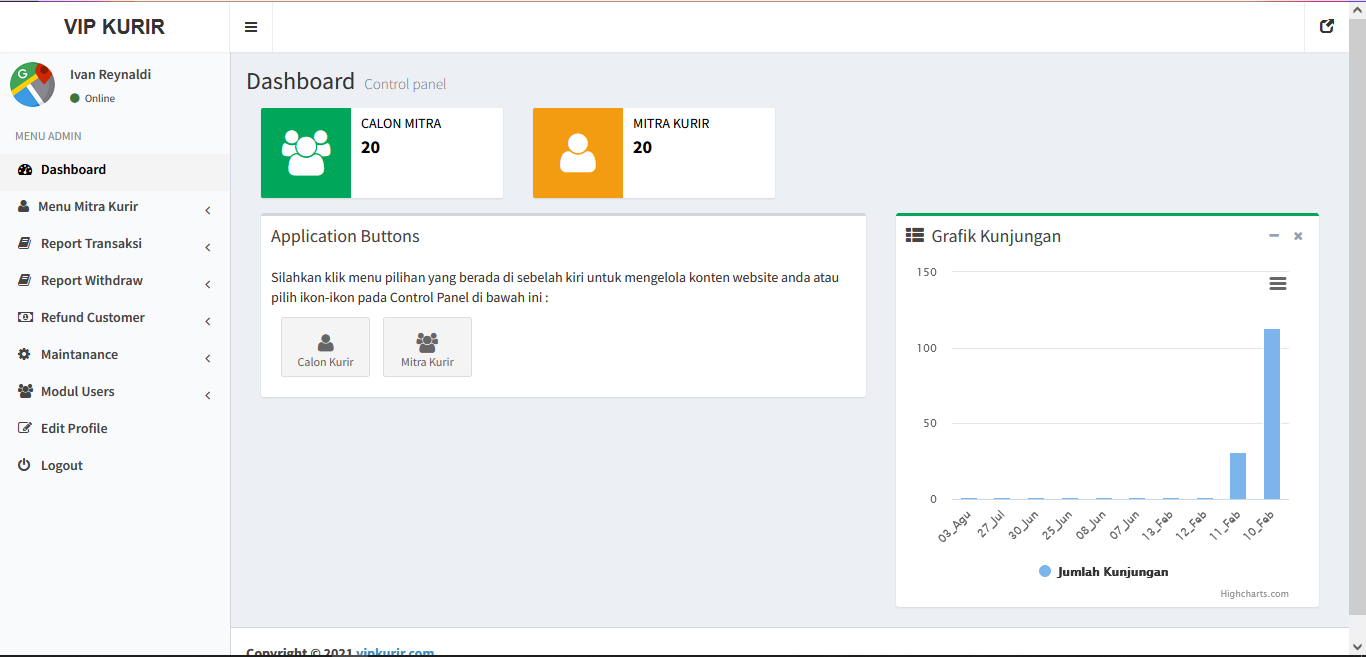 VIP KURIR
Ivan Reynaldi
Online
MENU ADMIN
Dashboard
Menu Mitra Kurir
Report Transaksi
Report Withdraw
Refund Customer
Maintanance
Modul Users
Edit Profile
Logout
Dashboard Control panel
CALON MITRA
20
MITRA KURIR
20
Application Buttons
Silahkan klik menu pilihan yang berada di sebelah kiri untuk mengelola konten website anda atau
pilih ikon-ikon pada Control Panel di bawah ini :
Calon Kurir
Mitra Kurir
Grafik Kunjungan
150
100
50
0
03_Agu
27_Jul
30_Jun
25_Jun
08_Jun
07_Jun
13_Feb
12_Feb
11_Feb
10_Feb
Jumlah Kunjungan
Highcharts.com
Copyright © 2021 vipkurir.com